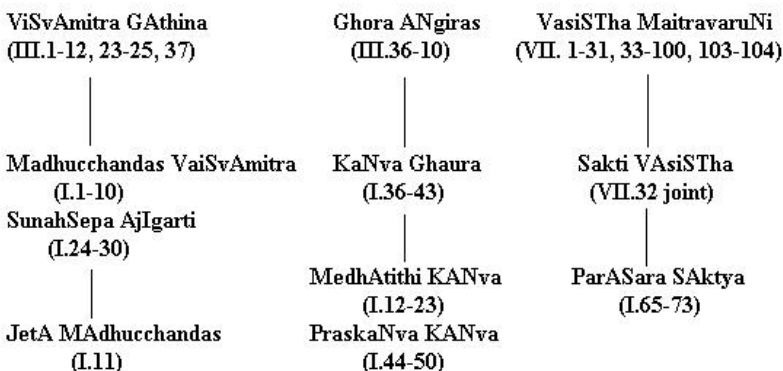 ViSvAmitra GAthina
(III.1-12, 23-25, 37)
Madhucchandas VaiSvAmitra
(I.1-10)
SunahSepa AjIgarti
(I.24-30)
JetA MAdhucchandas
(I.11)
Ghora ANgiras
(III.36-10)
KaNva Ghaura
(I.36-43)
MedhAtithi KANva
(I.12-23)
PraskaNva KANva
(I.44-50)
VasiSTha MaitravaruNi
(VII. 1-31, 33-100, 103-104)
Sakti VAsiSTha
(VII.32 joint)
ParASara SAktya
(I.65-73)